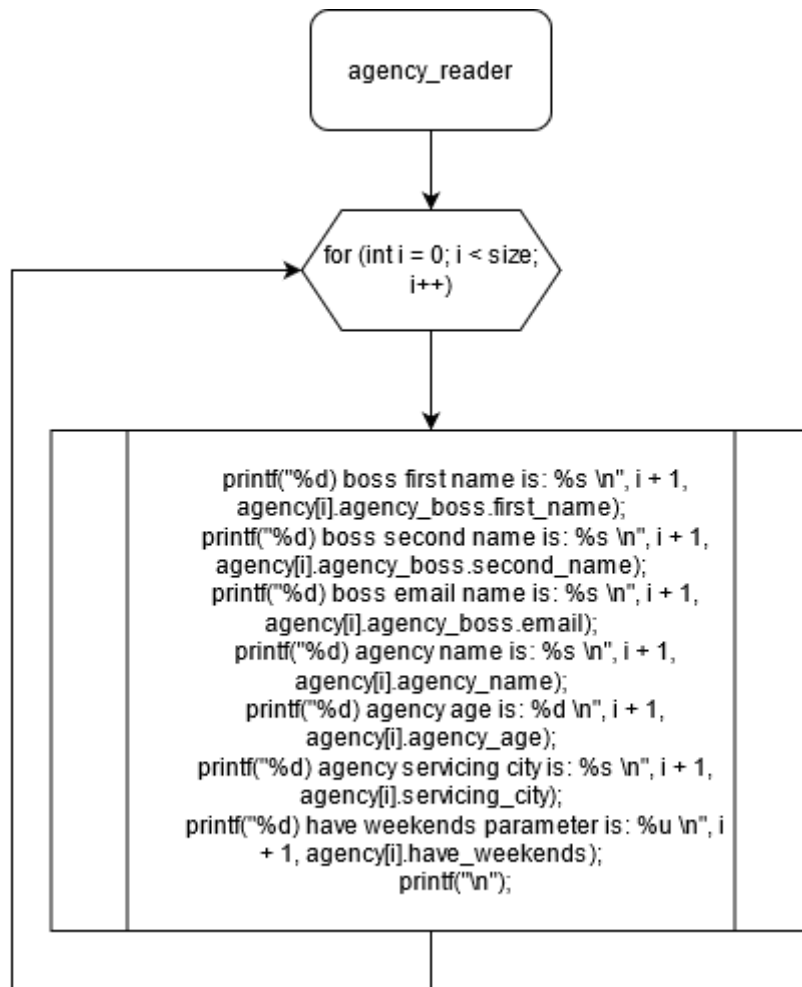 agency_reader
for (int i = 0; i < size;
i++)
printf("%d) boss first name is: %s \n", i + 1,
agency[i].agency_boss.first_name);
printf("%d) boss second name is: %s \n", i + 1,
agency[i].agency_boss.second_name);
printf("%d) boss email name is: %s \n", i + 1,
agency[i].agency_boss.email);
printf("%d) agency name is: %s \n", i + 1,
agency[i].agency_name);
printf("%d) agency age is: %d \n", i + 1,
agency[i].agency_age);
printf("%d) agency servicing city is: %s \n", i + 1,
agency[i].servicing_city);
printf("%d) have weekends parameter is: %u \n", i
+ 1, agency[i].have_weekends);
printf("\n");